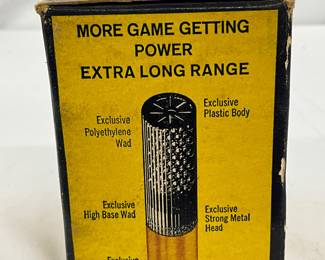 MORE GAME GETTING
POWER
EXTRA LONG RANGE
Exclusive
Plastic Body
Exclusive
Polyethylene
Wad
Exclusive
High Base Wad
Exclusive
Strong Metal
Head
Exclusive